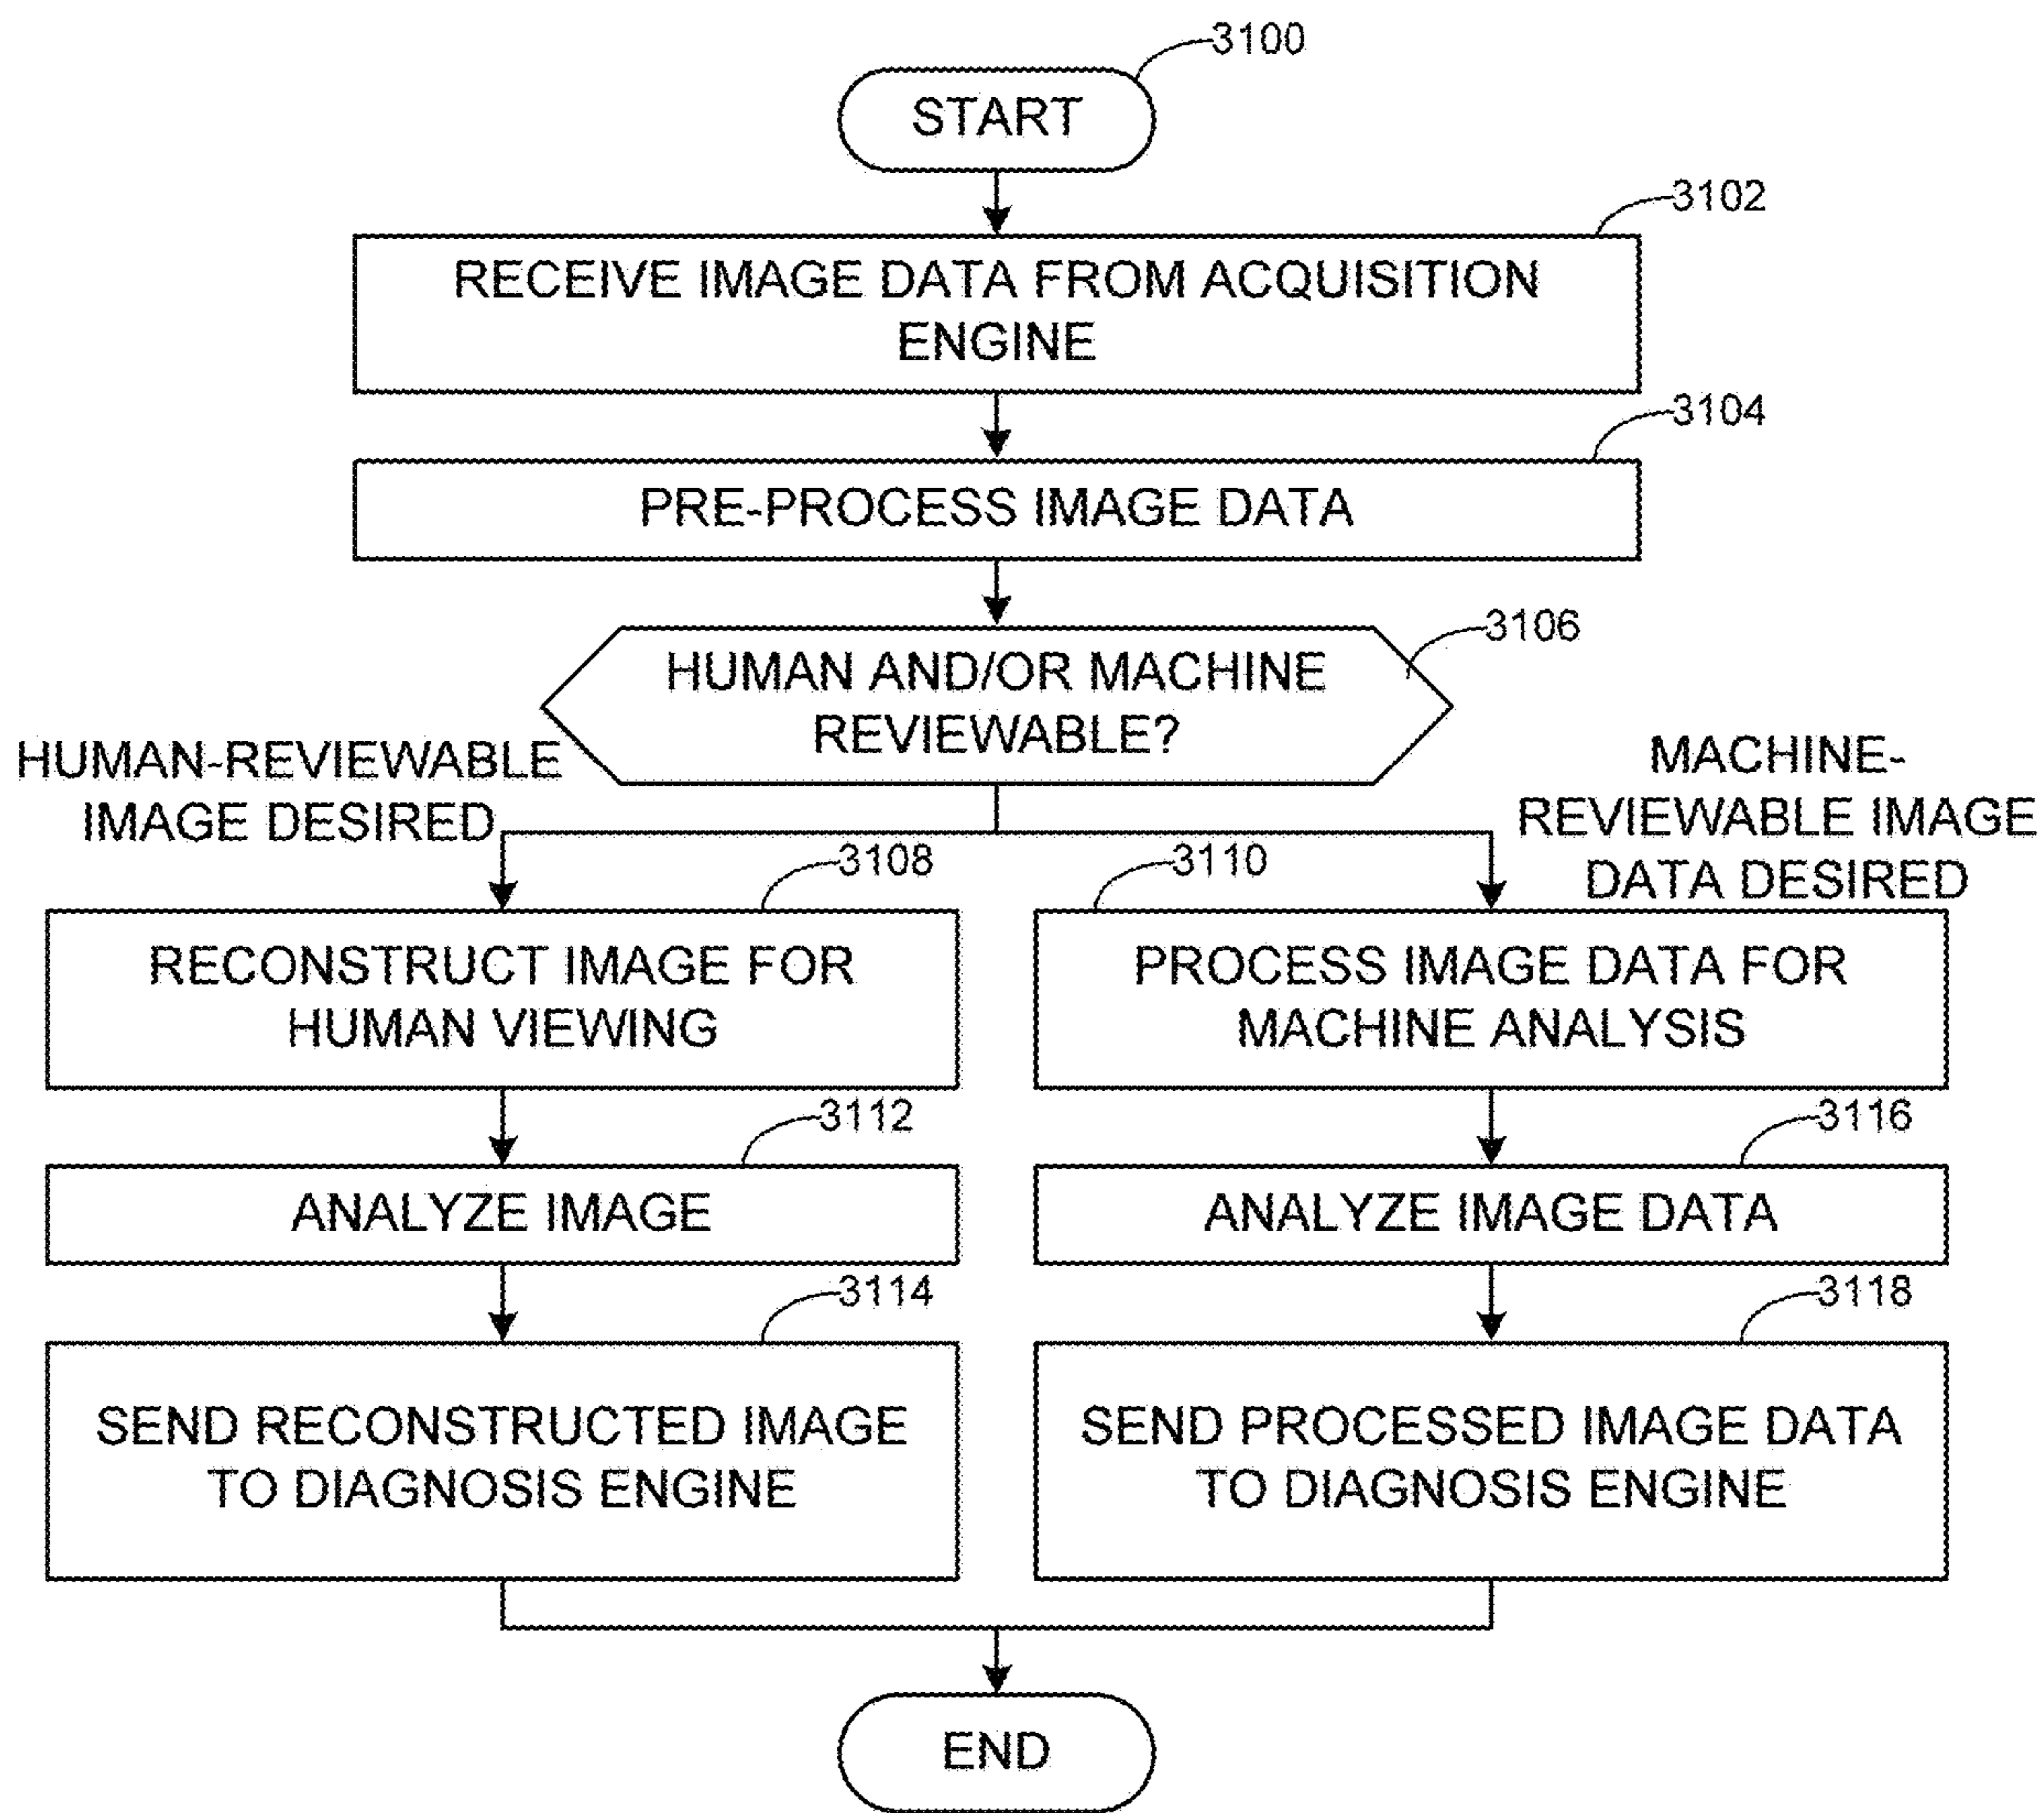 3100
START
3102
RECEIVE IMAGE DATA FROM ACQUISITION
ENGINE
3104
PRE-PROCESS IMAGE DATA
3106
HUMAN AND/OR MACHINE
REVIEWABLE?
HUMAN-REVIEWABLE
IMAGE DESIRED
MACHINE-
REVIEWABLE IMAGE
DATA DESIRED
3108
RECONSTRUCT IMAGE FOR
HUMAN VIEWING
3110
PROCESS IMAGE DATA FOR
MACHINE ANALYSIS
3112
ANALYZE IMAGE
3116
ANALYZE IMAGE DATA
3114
SEND RECONSTRUCTED IMAGE
TO DIAGNOSIS ENGINE
3118
SEND PROCESSED IMAGE DATA
TO DIAGNOSIS ENGINE
END